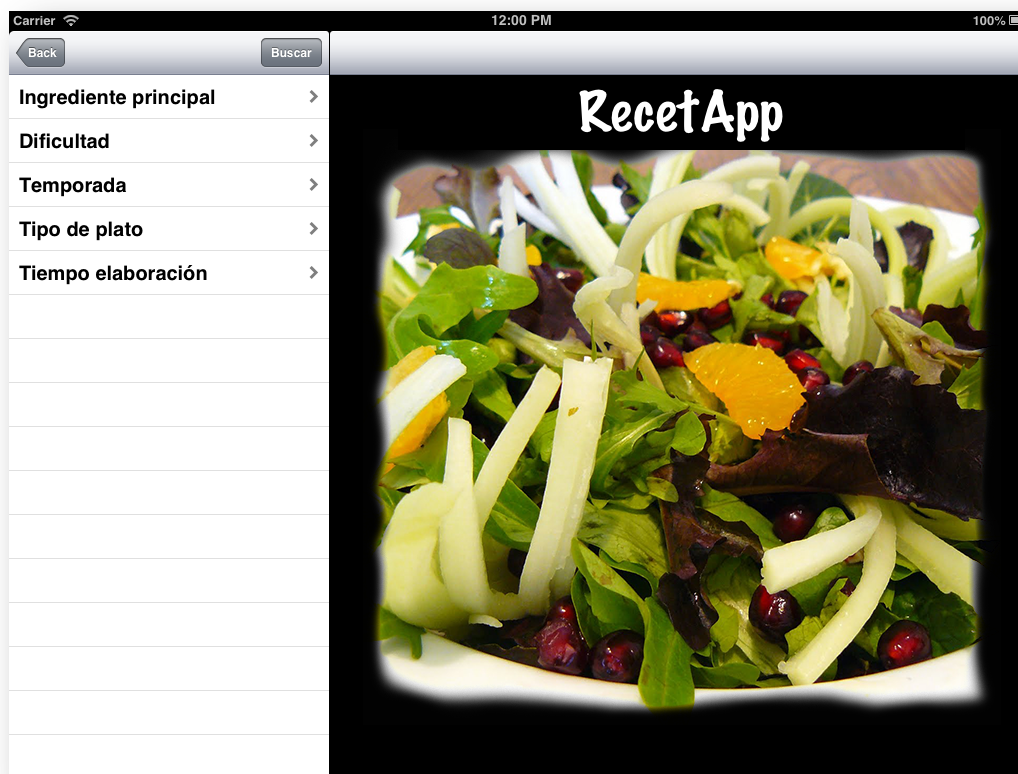 Carrier
12:00 PM
100%
Back
Buscar
RecetApp
Ingrediente principal
Dificultad
Temporada
Tipo de plato
Tiempo elaboración